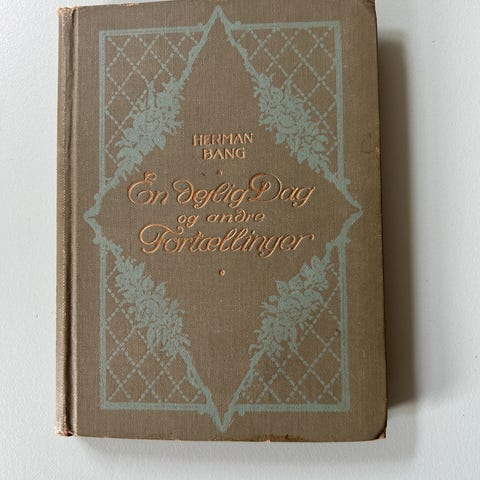 HERMAN
BANG
En dejlig Dag
og andre
Fortællinger